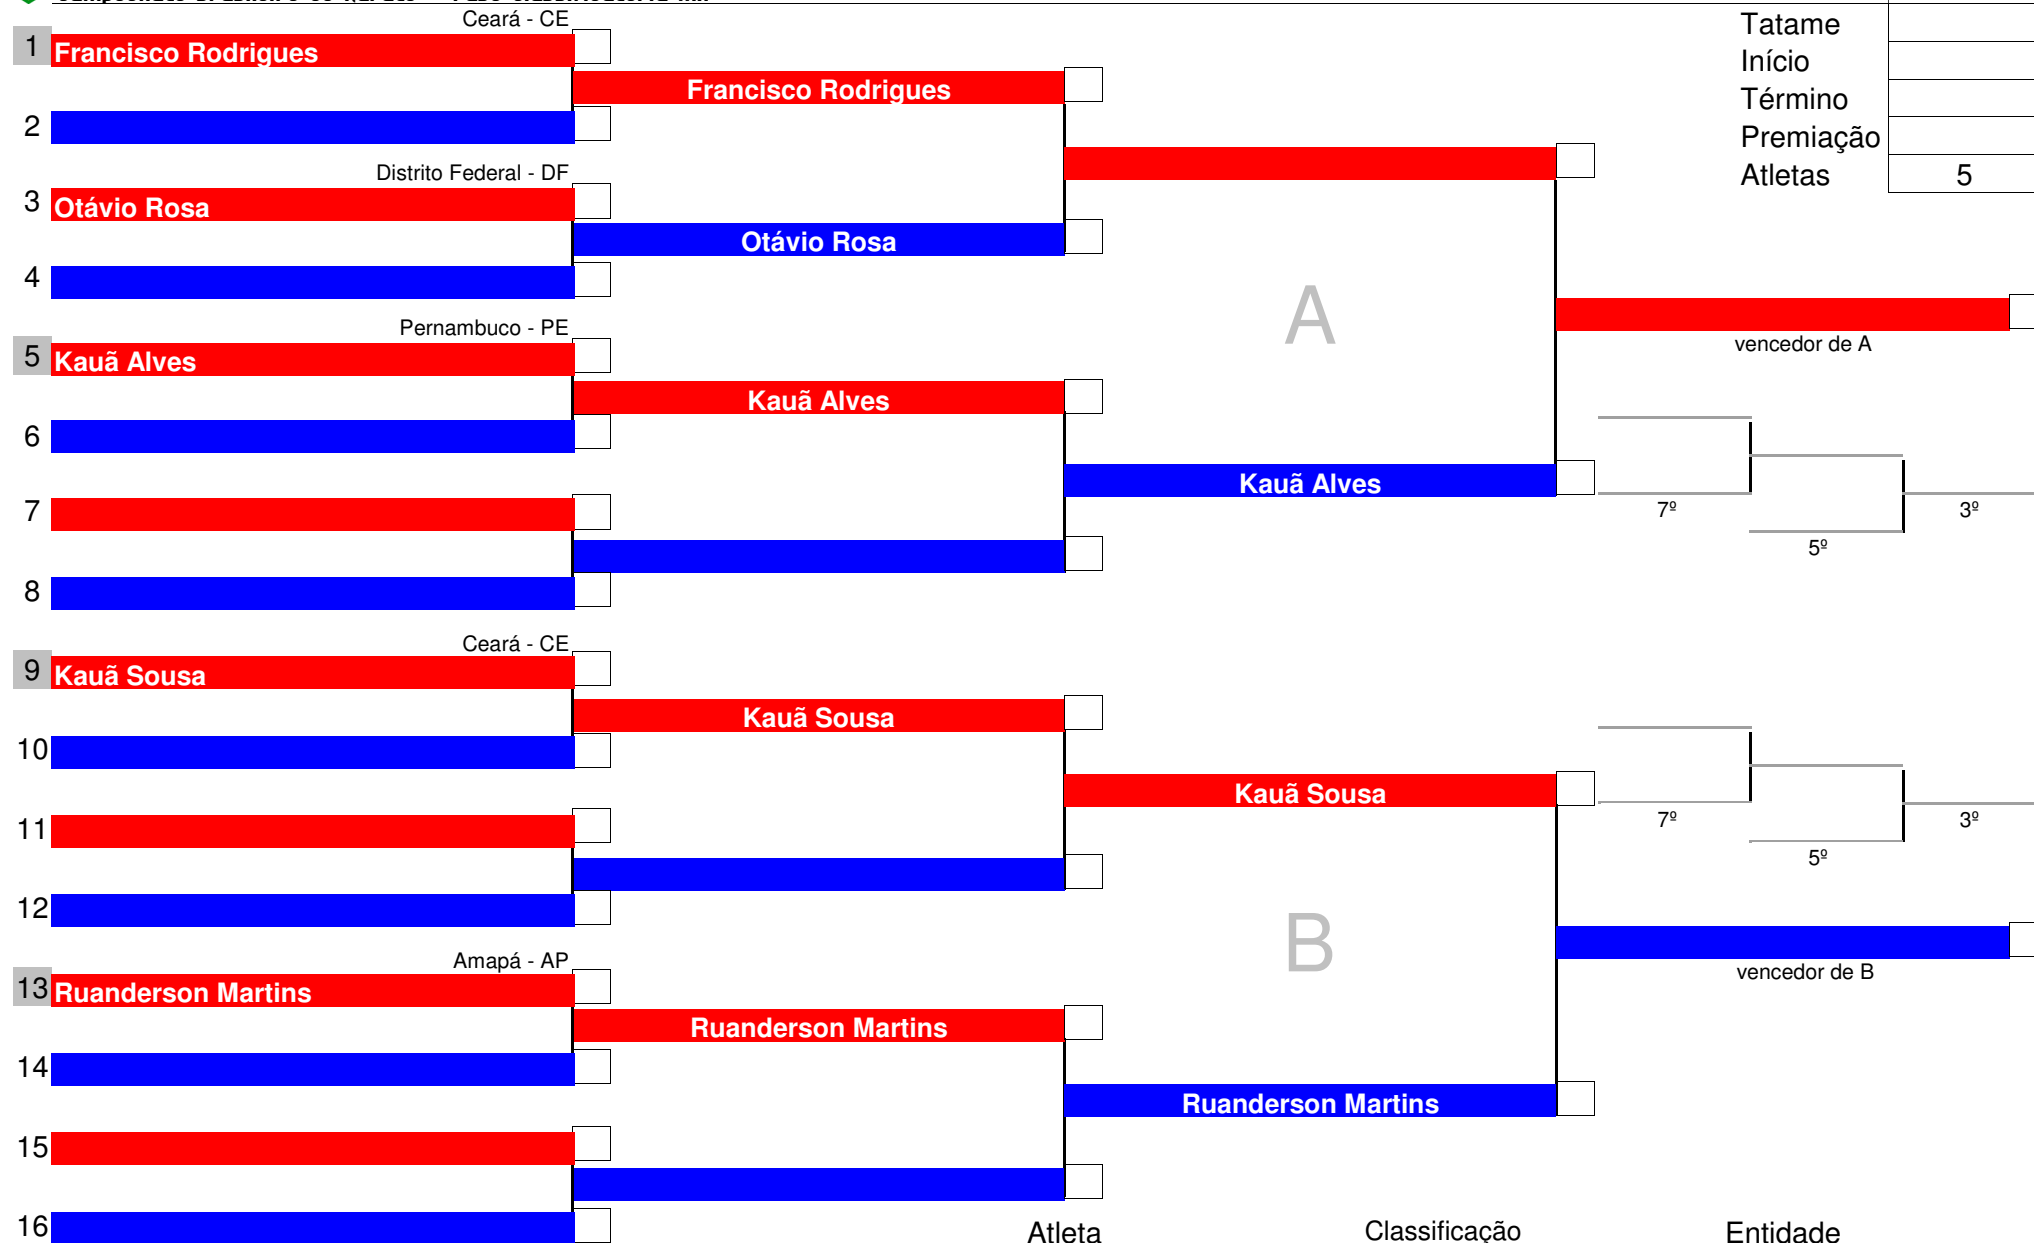 Tatame
Início
Término
Premiação
Atletas 5
Ceará - CE
1 Francisco Rodrigues
Francisco Rodrigues
2
Distrito Federal - DF
3 Otávio Rosa
Otávio Rosa
4
A
Pernambuco - PE
5 Kauã Alves
vencedor de A
Kauã Alves
6
Kauã Alves
7
7º
3º
5º
8
Ceará - CE
9 Kauã Sousa
Kauã Sousa
10
Kauã Sousa
11
7º
3º
5º
12
B
Amapá - AP
13 Ruanderson Martins
vencedor de B
Ruanderson Martins
14
Ruanderson Martins
15
16
Atleta Classificação Entidade